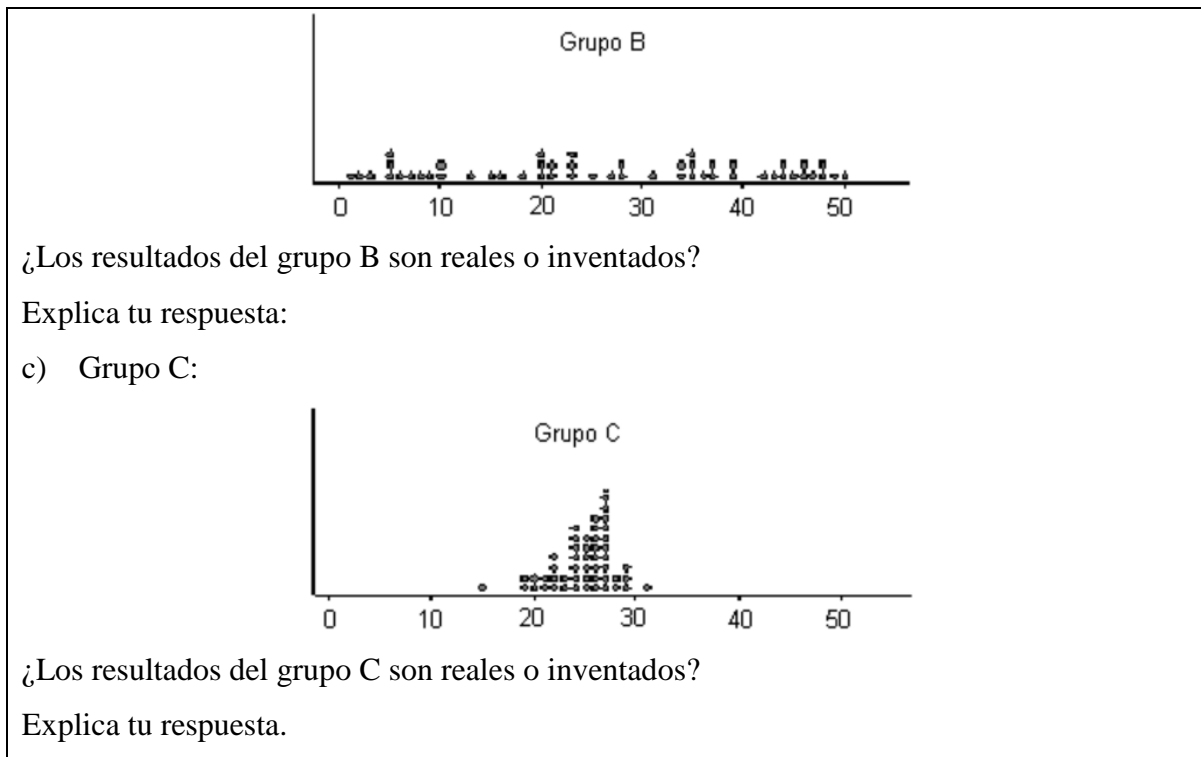 Grupo B
0 10 20 30 40 50
¿Los resultados del grupo B son reales o inventados?
Explica tu respuesta:
c) Grupo C:
Grupo C
0 10 20 30 40 50
¿Los resultados del grupo C son reales o inventados?
Explica tu respuesta.